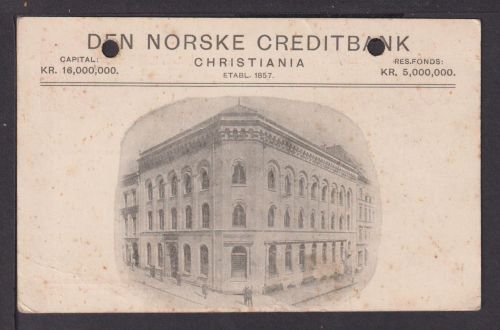 DEN NORSKE CREDITBANK
CHRISTIANIA
ETABL. 1857.
CAPITAL:
KR. 16,000,000.
RES.FONDS:
KR. 5,000,000.